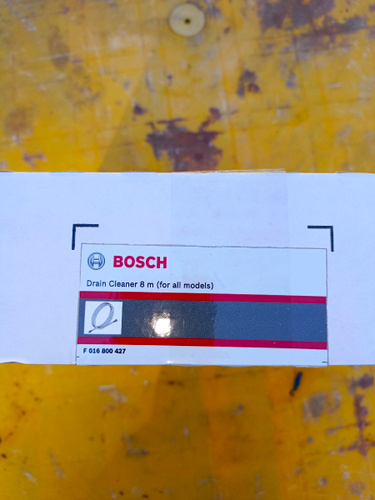 BOSCH
Drain Cleaner 8 m (for all models)
F 016 800 427